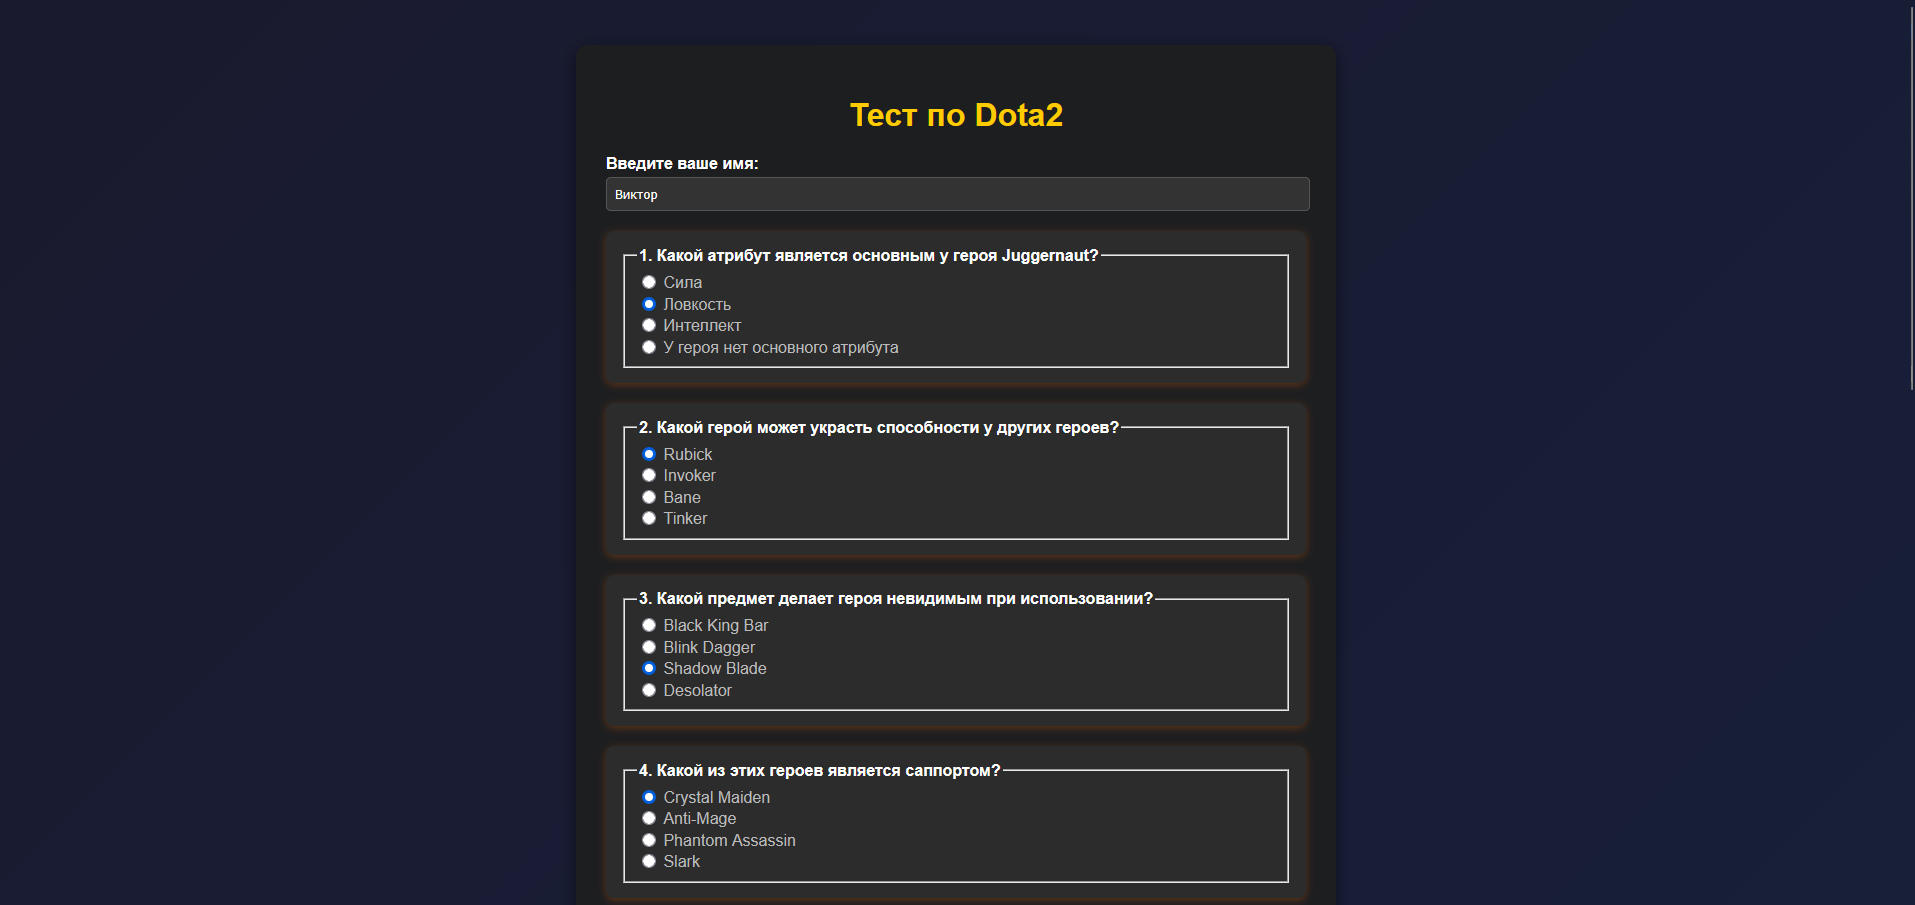 Тест по Dota2
Введите ваше имя:
Виктор
1. Какой атрибут является основным у героя Juggernaut?
Сила
Ловкость
Интеллект
У героя нет основного атрибута
2. Какой герой может украсть способности у других героев?
Rubick
Invoker
Bane
Tinker
3. Какой предмет делает героя невидимым при использовании?
Black King Bar
Blink Dagger
Shadow Blade
Desolator
4. Какой из этих героев является саппортом?
Crystal Maiden
Anti-Mage
Phantom Assassin
Slark